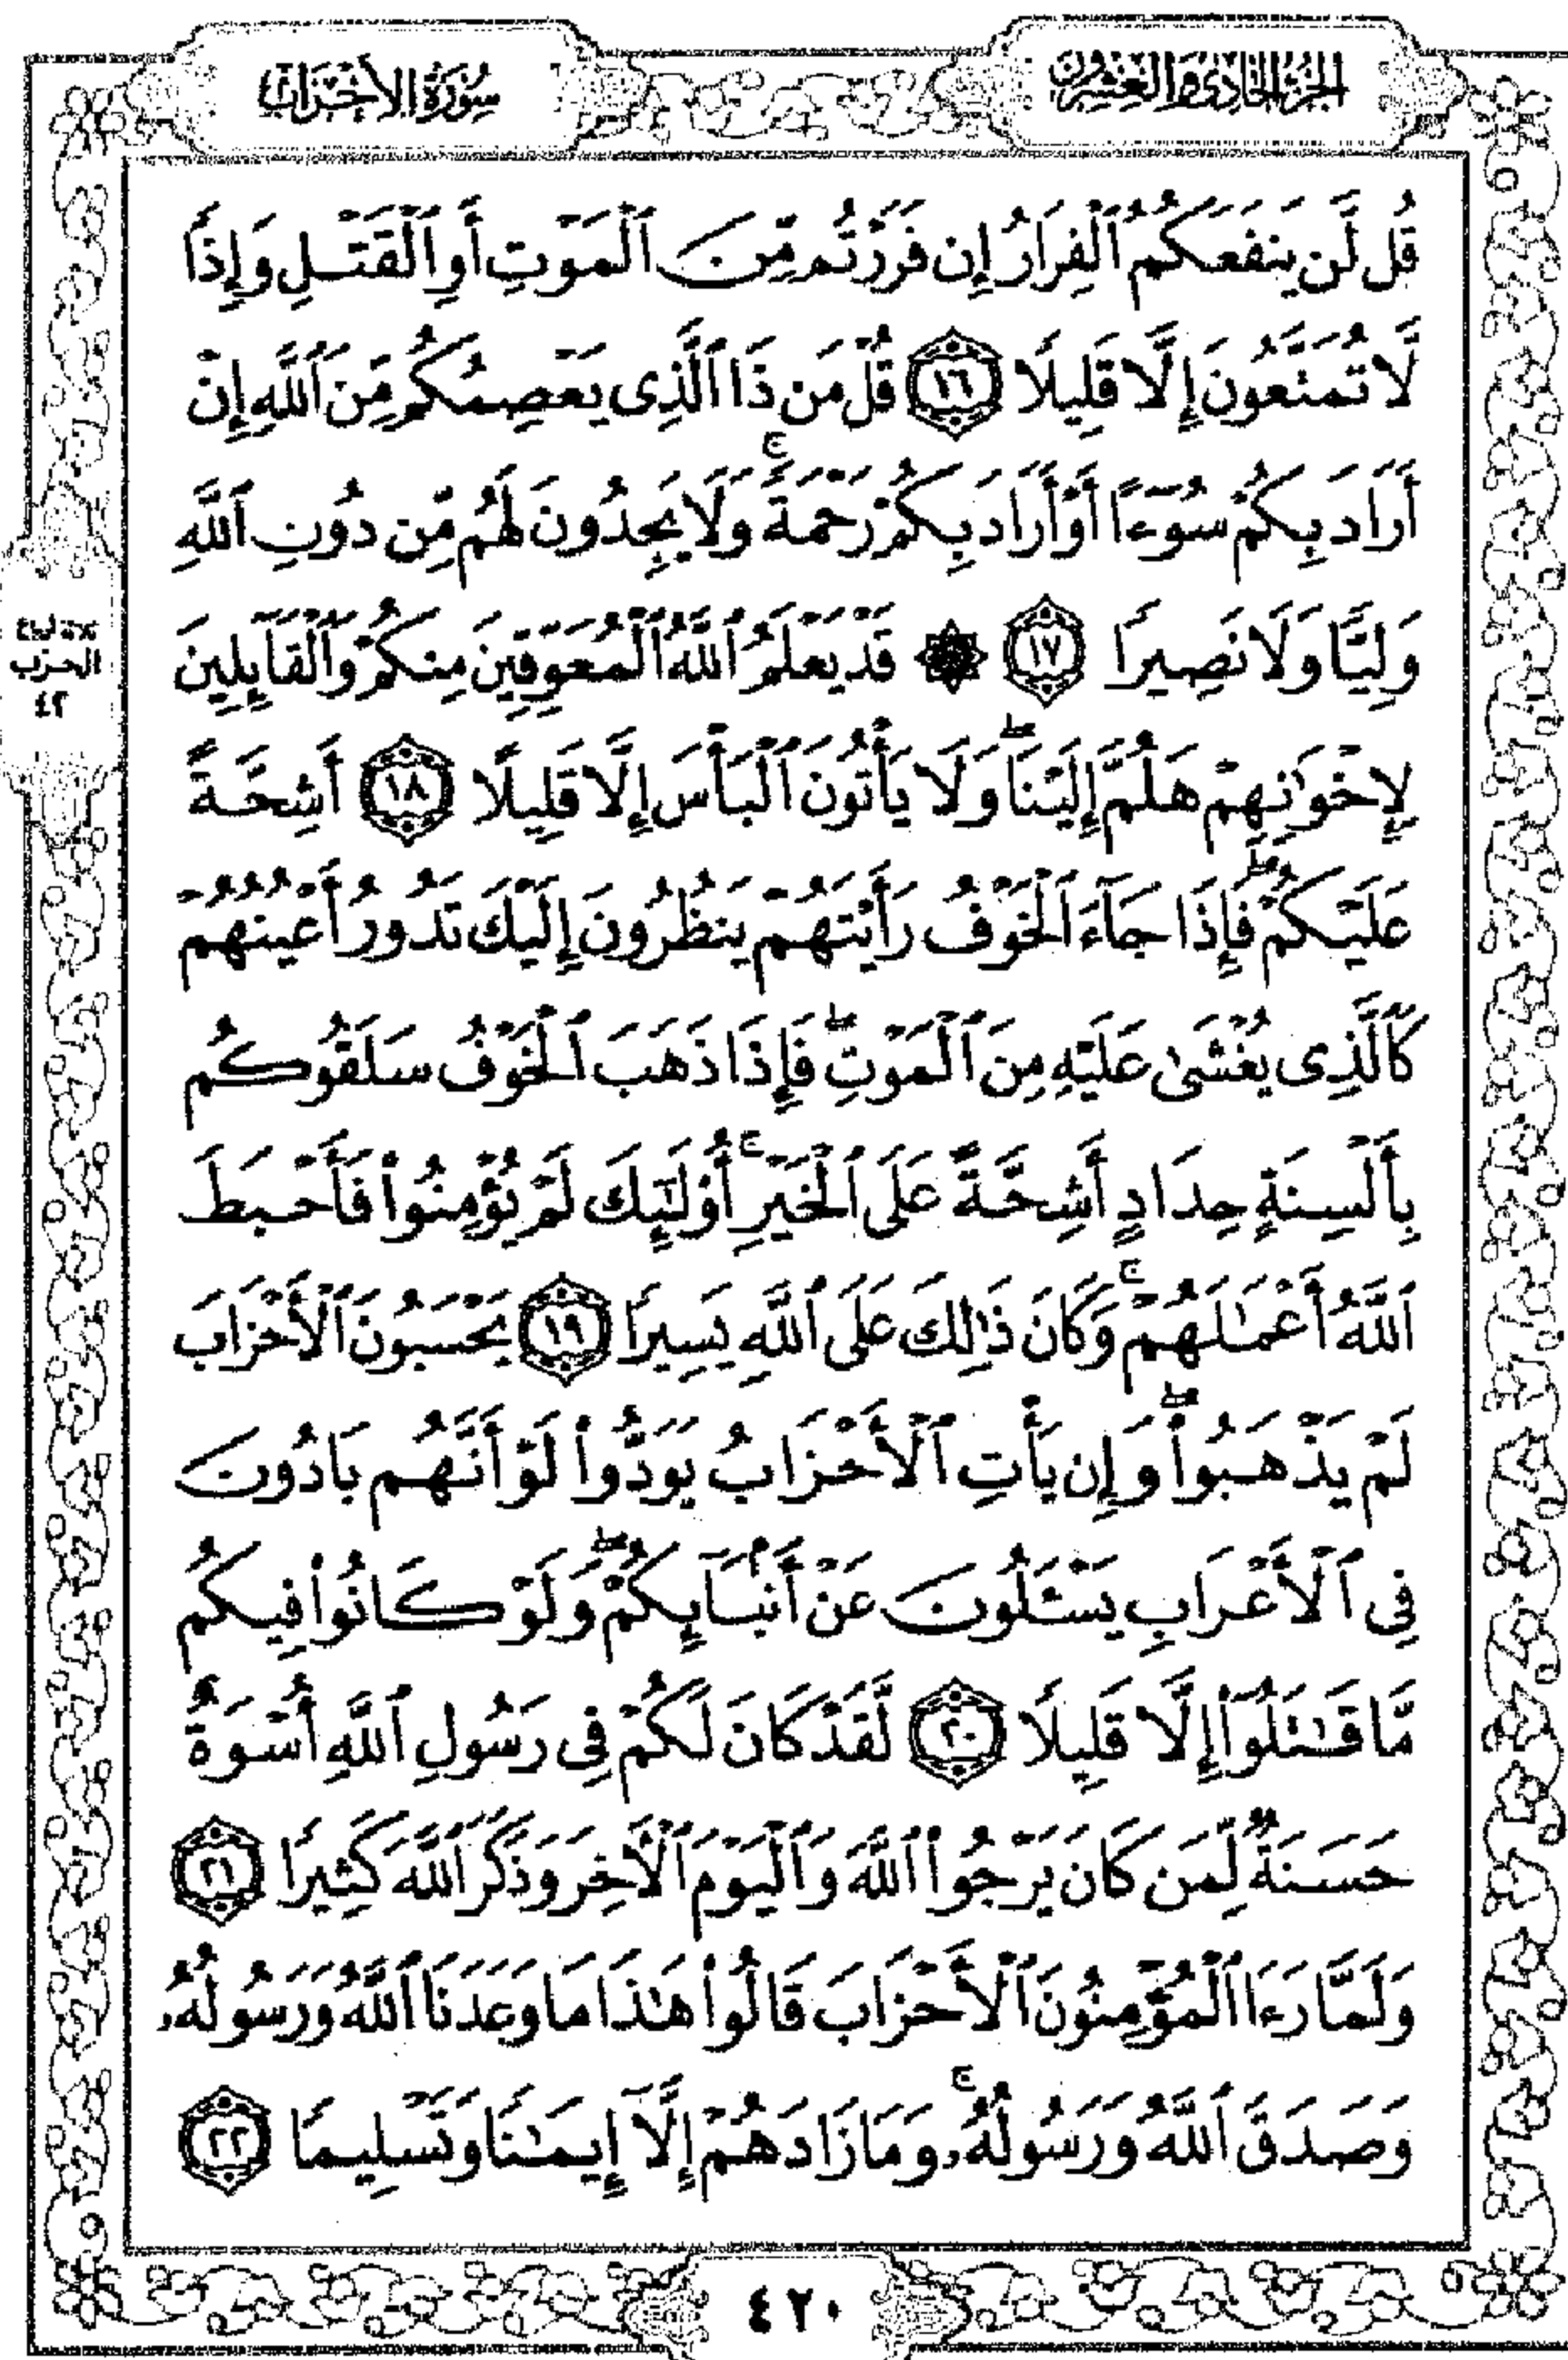 الجزء الحادي والعشرون
سورة الأحزاب
قُل لَّن يَنفَعَكُمُ ٱلْفِرَارُ إِن فَرَرْتُم مِّنَ ٱلْمَوْتِ أَوِ ٱلْقَتْلِ وَإِذًا
لَّا تُمَتَّعُونَ إِلَّا قَلِيلًا ١٦ قُلْ مَن ذَا ٱلَّذِى يَعْصِمُكُم مِّنَ ٱللَّهِ إِنْ
أَرَادَ بِكُمْ سُوٓءًا أَوْ أَرَادَ بِكُمْ رَحْمَةً ۚ وَلَا يَجِدُونَ لَهُم مِّن دُونِ ٱللَّهِ
وَلِيًّا وَلَا نَصِيرًا ١٧ ۞ قَدْ يَعْلَمُ ٱللَّهُ ٱلْمُعَوِّقِينَ مِنكُمْ وَٱلْقَآئِلِينَ
لِإِخْوَٰنِهِمْ هَلُمَّ إِلَيْنَا ۖ وَلَا يَأْتُونَ ٱلْبَأْسَ إِلَّا قَلِيلًا ١٨ أَشِحَّةً
عَلَيْكُمْ ۖ فَإِذَا جَآءَ ٱلْخَوْفُ رَأَيْتَهُمْ يَنظُرُونَ إِلَيْكَ تَدُورُ أَعْيُنُهُمْ
كَٱلَّذِى يُغْشَىٰ عَلَيْهِ مِنَ ٱلْمَوْتِ ۖ فَإِذَا ذَهَبَ ٱلْخَوْفُ سَلَقُوكُم
بِأَلْسِنَةٍ حِدَادٍ أَشِحَّةً عَلَى ٱلْخَيْرِ ۚ أُو۟لَٰٓئِكَ لَمْ يُؤْمِنُوا۟ فَأَحْبَطَ
ٱللَّهُ أَعْمَٰلَهُمْ ۚ وَكَانَ ذَٰلِكَ عَلَى ٱللَّهِ يَسِيرًا ١٩ يَحْسَبُونَ ٱلْأَحْزَابَ
لَمْ يَذْهَبُوا۟ ۖ وَإِن يَأْتِ ٱلْأَحْزَابُ يَوَدُّوا۟ لَوْ أَنَّهُم بَادُونَ
فِى ٱلْأَعْرَابِ يَسْـَٔلُونَ عَنْ أَنۢبَآئِكُمْ ۖ وَلَوْ كَانُوا۟ فِيكُم
مَّا قَٰتَلُوٓا۟ إِلَّا قَلِيلًا ٢٠ لَّقَدْ كَانَ لَكُمْ فِى رَسُولِ ٱللَّهِ أُسْوَةٌ
حَسَنَةٌ لِّمَن كَانَ يَرْجُوا۟ ٱللَّهَ وَٱلْيَوْمَ ٱلْـَٔاخِرَ وَذَكَرَ ٱللَّهَ كَثِيرًا ٢١
وَلَمَّا رَءَا ٱلْمُؤْمِنُونَ ٱلْأَحْزَابَ قَالُوا۟ هَٰذَا مَا وَعَدَنَا ٱللَّهُ وَرَسُولُهُۥ
وَصَدَقَ ٱللَّهُ وَرَسُولُهُۥ ۚ وَمَا زَادَهُمْ إِلَّآ إِيمَٰنًا وَتَسْلِيمًا ٢٢
ثلاثة أرباع
الحزب
٤٢
٤٢٠